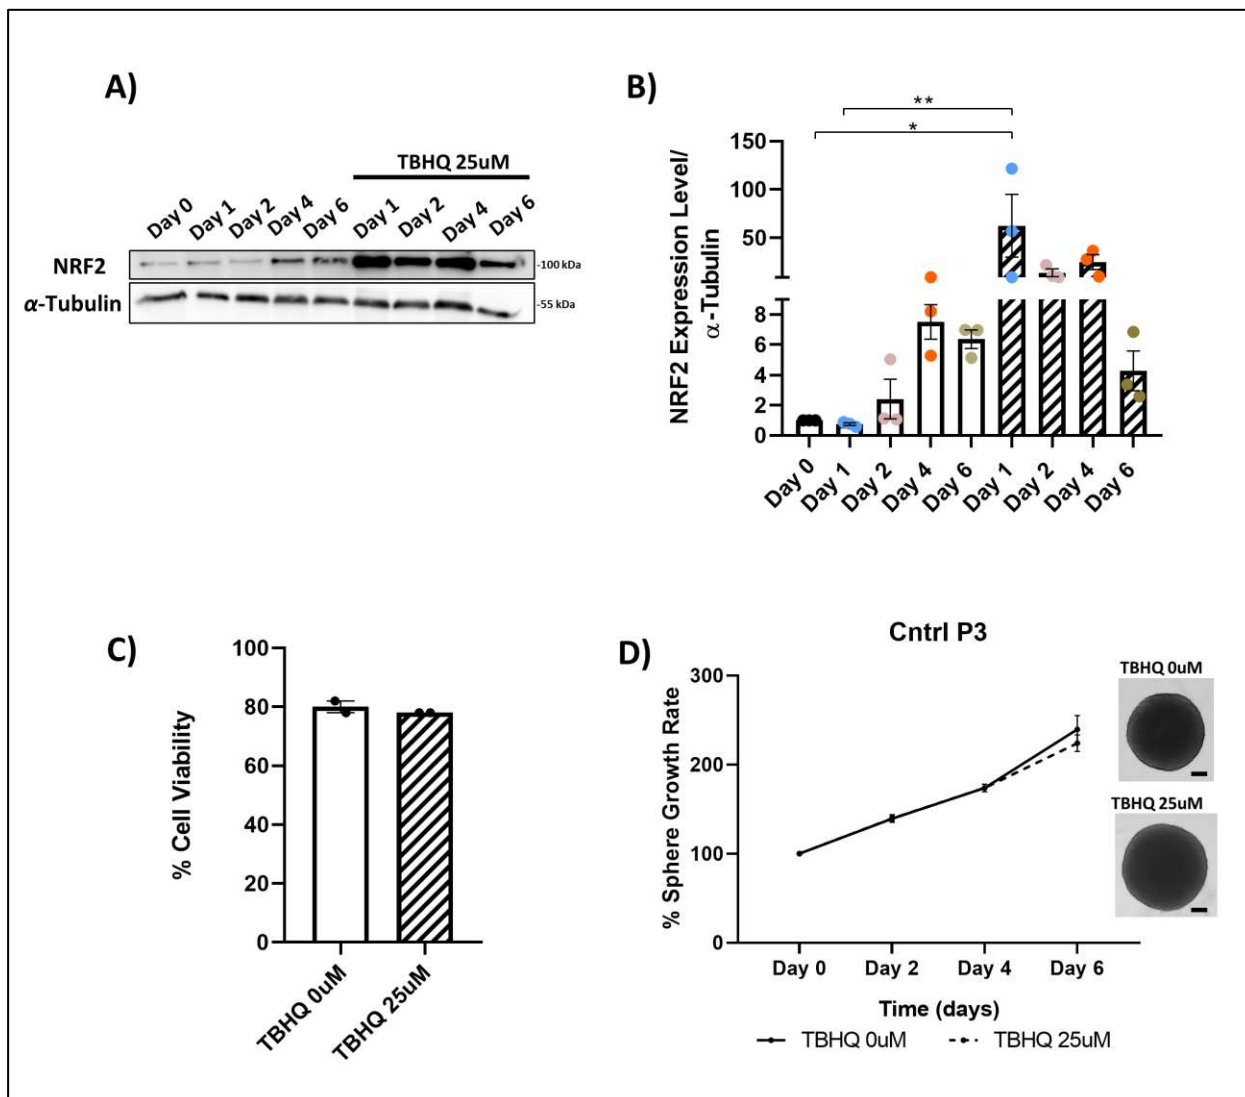 A)
TBHQ 25uM
Day 0 Day 1 Day 2 Day 4 Day 6 Day 1 Day 2 Day 4 Day 6
NRF2
-100 kDa
α-Tubulin
-55 kDa
B)
**
*
NRF2 Expression Level/
α-Tubulin
150
100
50
8
6
4
2
0
Day 0 Day 1 Day 2 Day 4 Day 6 Day 1 Day 2 Day 4 Day 6
C)
% Cell Viability
100
80
60
40
20
0
TBHQ 0uM TBHQ 25uM
D)
Cntrl P3
% Sphere Growth Rate
300
200
100
0
Day 0 Day 2 Day 4 Day 6
Time (days)
TBHQ 0uM TBHQ 25uM
TBHQ 0uM
TBHQ 25uM